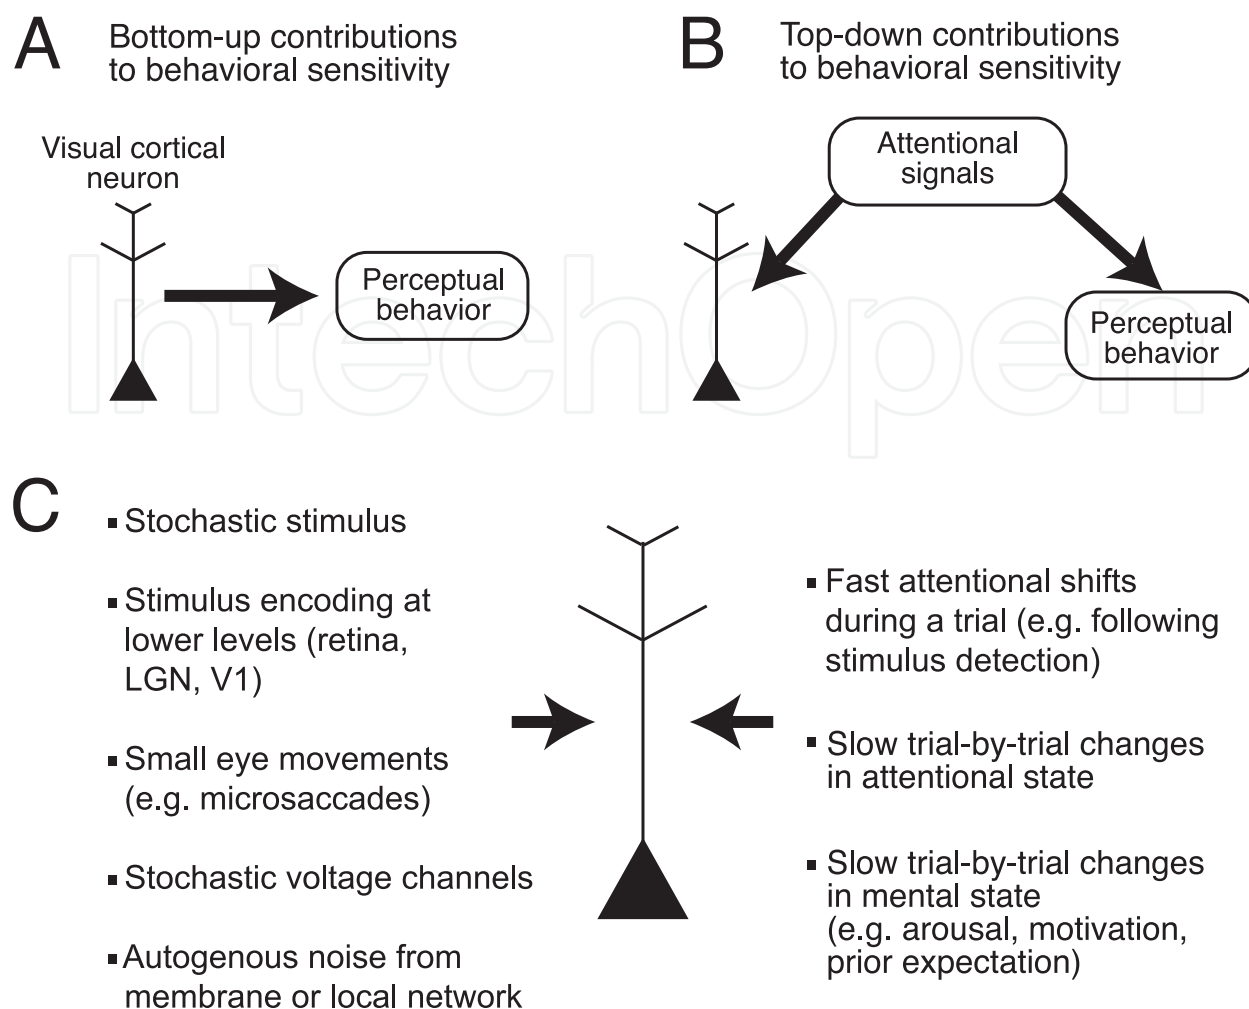 A
Bottom-up contributions
to behavioral sensitivity
Visual cortical
neuron
Perceptual
behavior
B
Top-down contributions
to behavioral sensitivity
Attentional
signals
Perceptual
behavior
C
▪ Stochastic stimulus
▪ Stimulus encoding at
lower levels (retina,
LGN, V1)
▪ Small eye movements
(e.g. microsaccades)
▪ Stochastic voltage channels
▪ Autogenous noise from
membrane or local network
▪ Fast attentional shifts
during a trial (e.g. following
stimulus detection)
▪ Slow trial-by-trial changes
in attentional state
▪ Slow trial-by-trial changes
in mental state
(e.g. arousal, motivation,
prior expectation)
IntechOpen